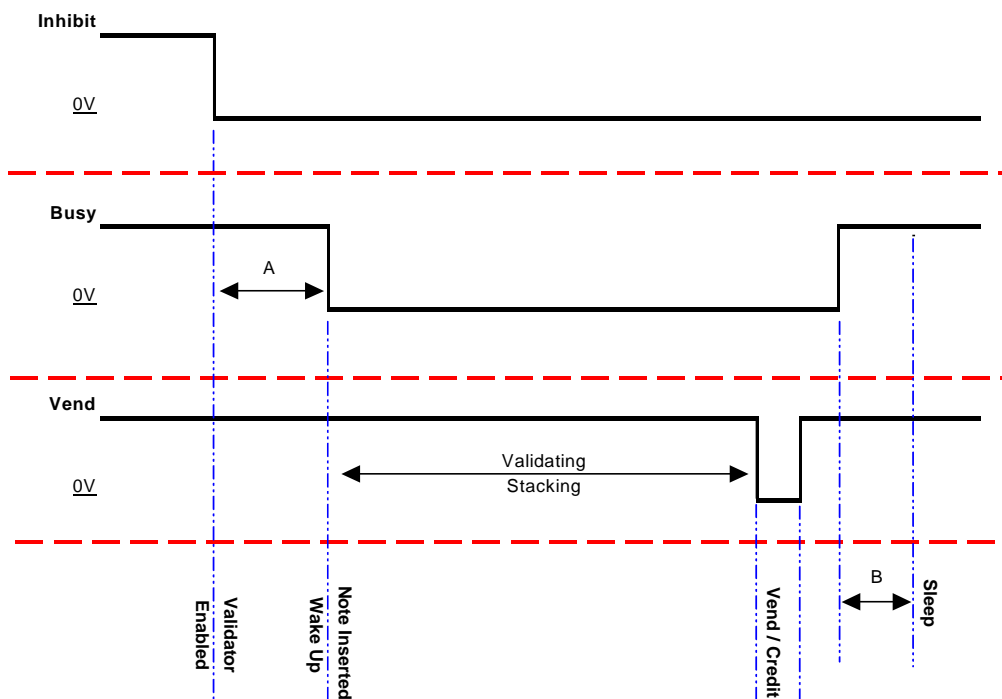 Inhibit
0V
Busy
A
0V
Vend
Validating
Stacking
0V
B
Validator
Enabled
Note Inserted
Wake Up
Vend / Credit
Sleep